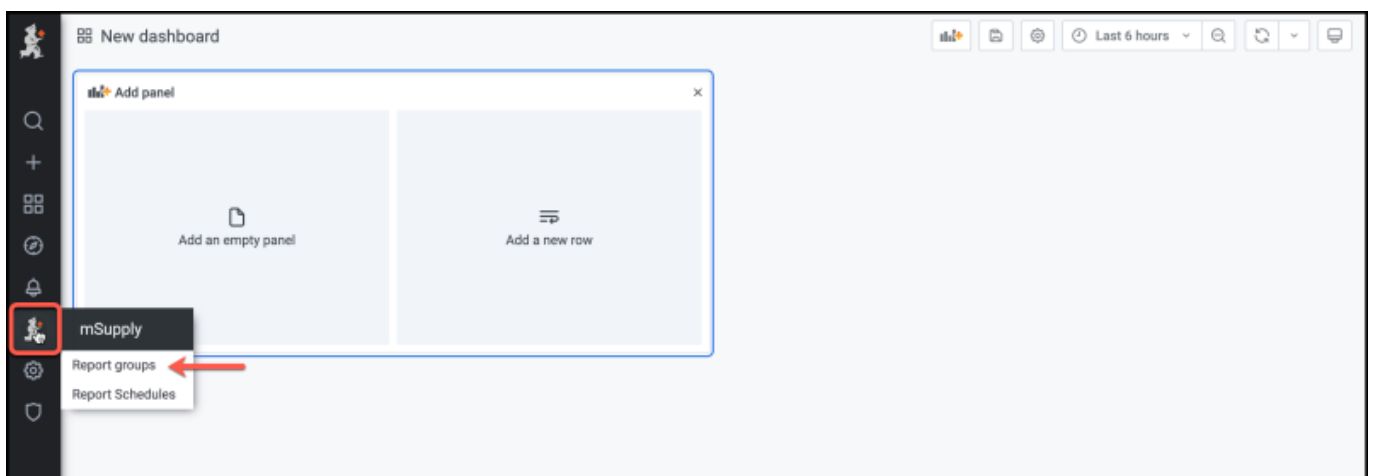 New dashboard
Last 6 hours
Add panel
Add an empty panel
Add a new row
mSupply
Report groups
Report Schedules